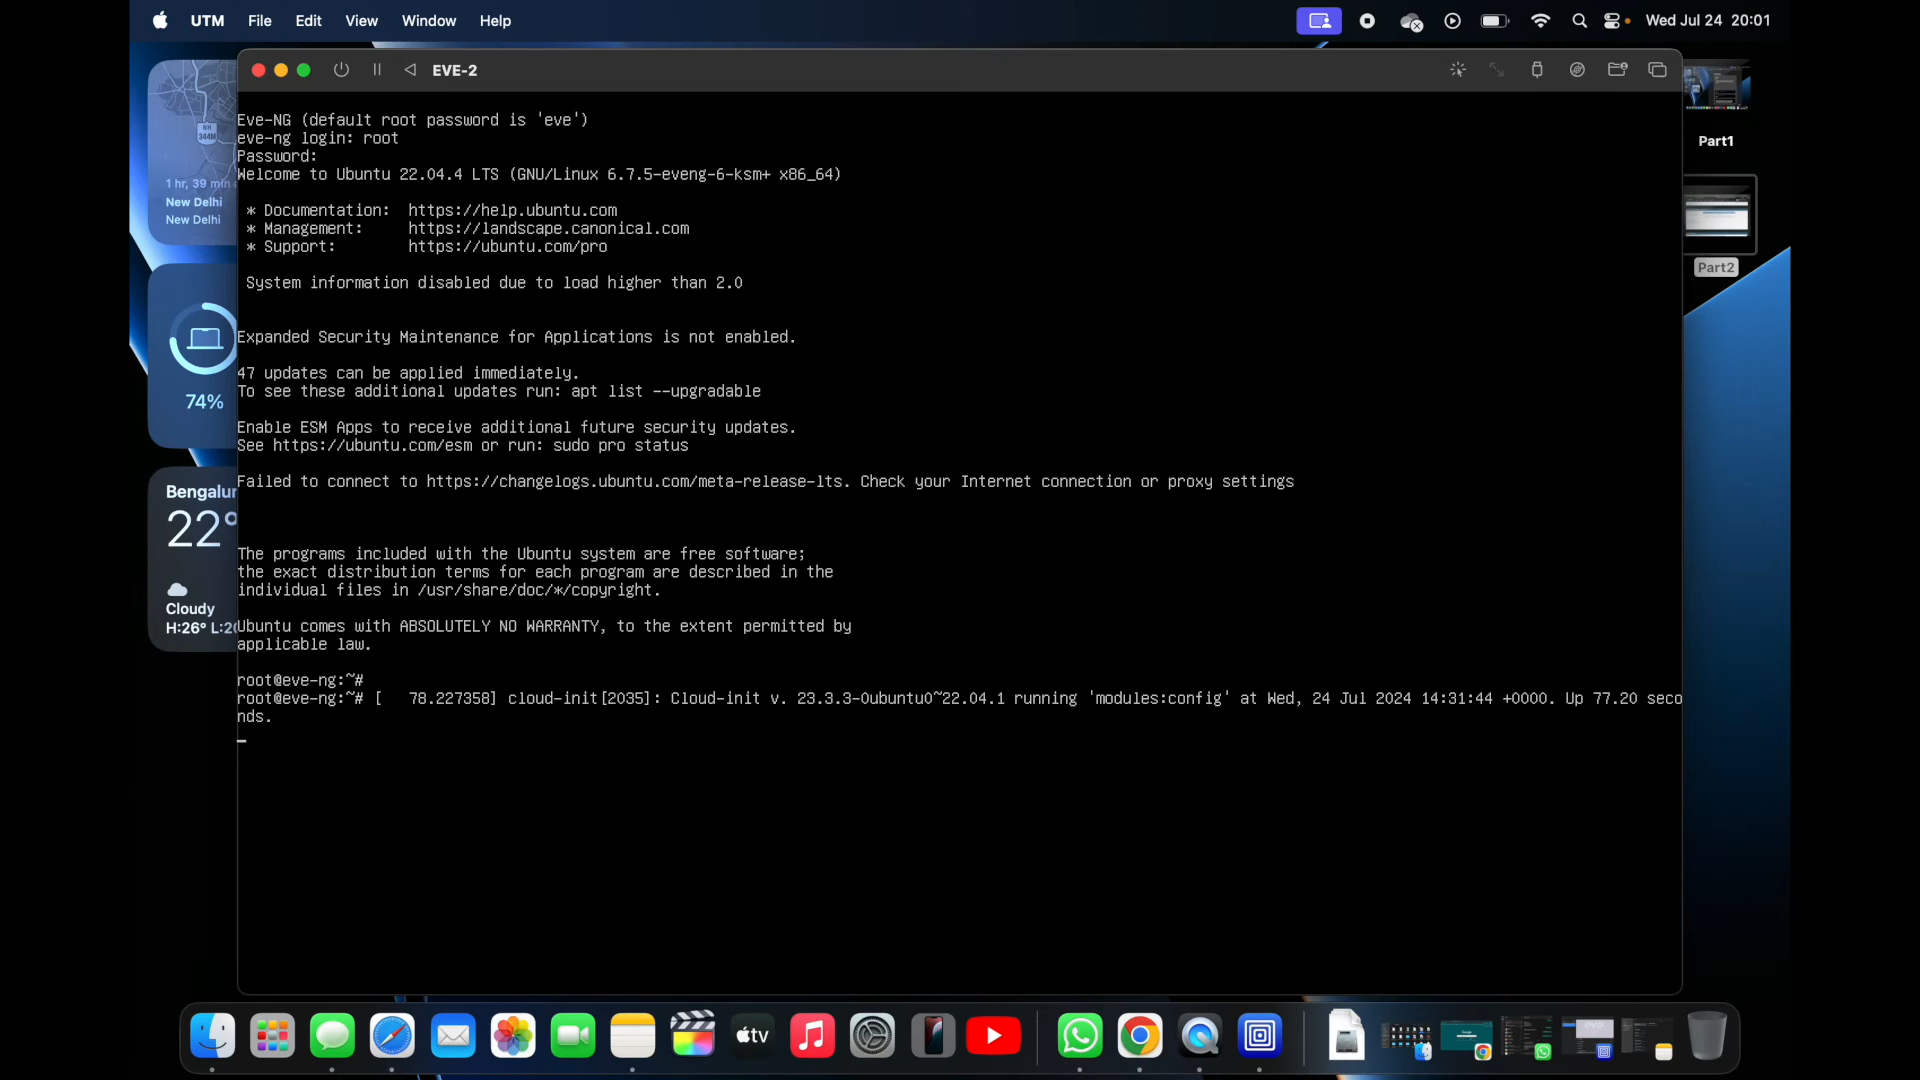 UTM File Edit View Window Help
Wed Jul 24 20:01
EVE-2
NH
344M
1 hr, 39 min
New Delhi
New Delhi
74%
Bengalur
22°
Cloudy
H:26° L:20
Eve-NG (default root password is 'eve')
eve-ng login: root
Password:
Welcome to Ubuntu 22.04.4 LTS (GNU/Linux 6.7.5-eveng-6-ksm+ x86_64)
* Documentation: https://help.ubuntu.com
* Management: https://landscape.canonical.com
* Support: https://ubuntu.com/pro
System information disabled due to load higher than 2.0
Expanded Security Maintenance for Applications is not enabled.
47 updates can be applied immediately.
To see these additional updates run: apt list --upgradable
Enable ESM Apps to receive additional future security updates.
See https://ubuntu.com/esm or run: sudo pro status
Failed to connect to https://changelogs.ubuntu.com/meta-release-lts. Check your Internet connection or proxy settings
The programs included with the Ubuntu system are free software;
the exact distribution terms for each program are described in the
individual files in /usr/share/doc/*/copyright.
Ubuntu comes with ABSOLUTELY NO WARRANTY, to the extent permitted by
applicable law.
root@eve-ng:~#
root@eve-ng:~# [   78.227358] cloud-init[2035]: Cloud-init v. 23.3.3-0ubuntu0~22.04.1 running 'modules:config' at Wed, 24 Jul 2024 14:31:44 +0000. Up 77.20 seco
nds.
Part1
Part2
tv